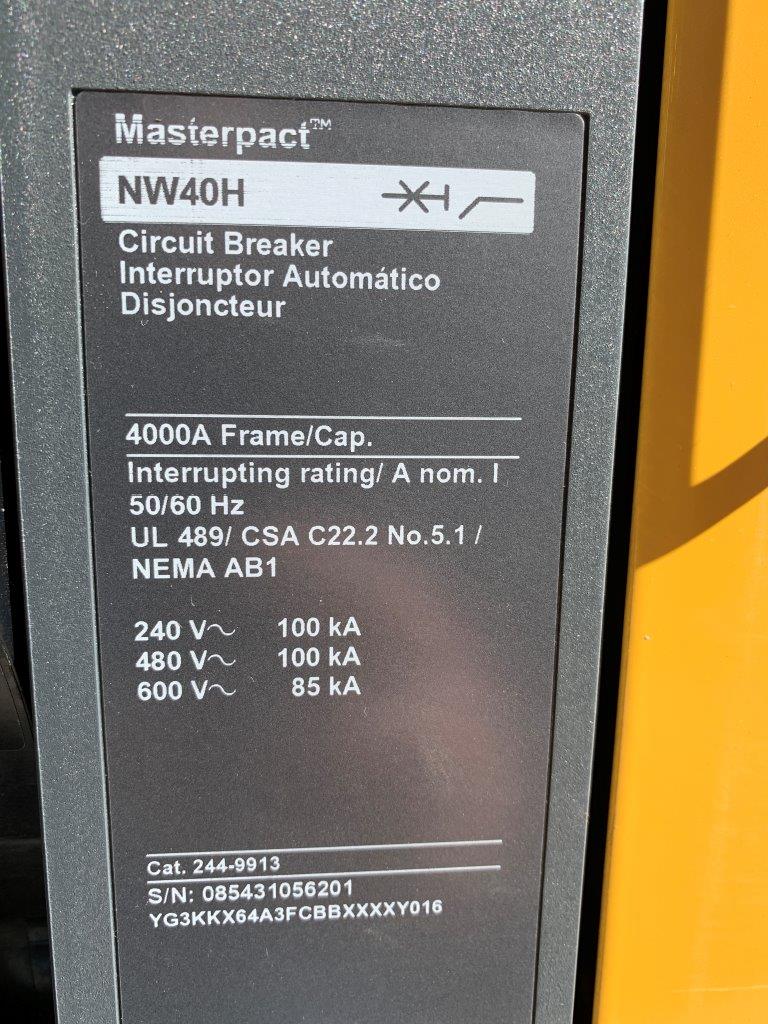 Masterpact™
NW40H
Circuit Breaker
Interruptor Automático
Disjoncteur
4000A Frame/Cap.
Interrupting rating/ A nom. I
50/60 Hz
UL 489/ CSA C22.2 No.5.1 /
NEMA AB1
240 V～ 100 kA
480 V～ 100 kA
600 V～ 85 kA
Cat. 244-9913
S/N: 085431056201
YG3KKX64A3FCBBXXXXY016